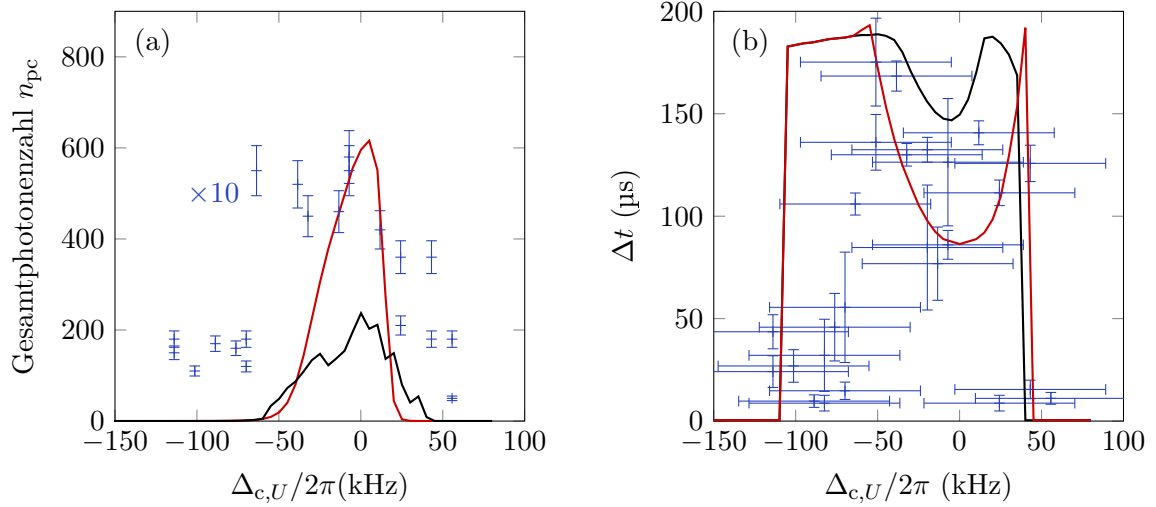 (a)
×10
Gesamtphotonenzahl n_pc
0
200
400
600
800
−150 −100 −50 0 50 100
Δ_c,U/2π(kHz)
(b)
Δt (µs)
0
50
100
150
200
−150 −100 −50 0 50 100
Δ_c,U/2π (kHz)